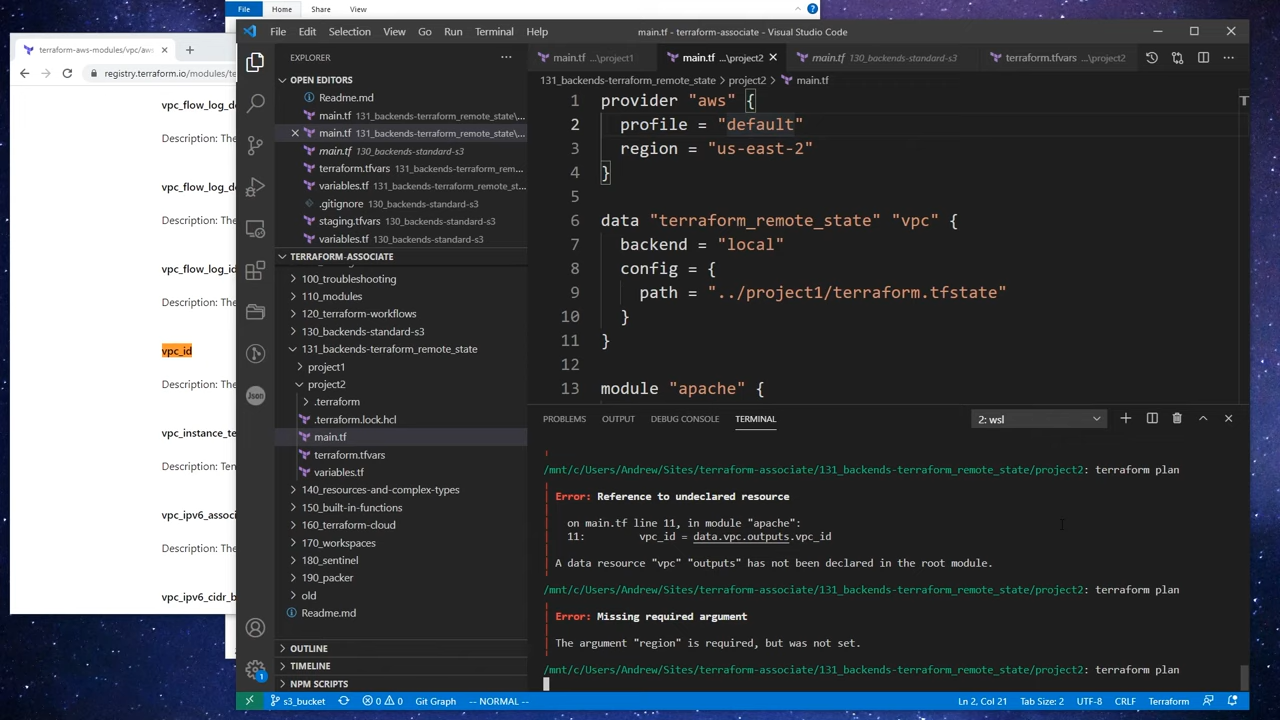 File
Home
Share
View
terraform-aws-modules/vpc/aws
registry.terraform.io/modules/te
vpc_flow_log_de
Description: The
vpc_flow_log_de
Description: The
vpc_flow_log_id
Description: The
vpc_id
Description: The
vpc_instance_te
Description: Ten
vpc_ipv6_associ
Description: The
vpc_ipv6_cidr_b
File Edit Selection View Go Run Terminal Help
main.tf - terraform-associate - Visual Studio Code
EXPLORER
OPEN EDITORS
Readme.md
main.tf 131_backends-terraform_remote_state\...
main.tf 131_backends-terraform_remote_state\...
main.tf 130_backends-standard-s3
terraform.tfvars 131_backends-terraform_rem...
variables.tf 131_backends-terraform_remote_st...
.gitignore 130_backends-standard-s3
staging.tfvars 130_backends-standard-s3
variables.tf 130_backends-standard-s3
TERRAFORM-ASSOCIATE
100_troubleshooting
110_modules
120_terraform-workflows
130_backends-standard-s3
131_backends-terraform_remote_state
project1
project2
.terraform
.terraform.lock.hcl
main.tf
terraform.tfvars
variables.tf
140_resources-and-complex-types
150_built-in-functions
160_terraform-cloud
170_workspaces
180_sentinel
190_packer
old
Readme.md
OUTLINE
TIMELINE
NPM SCRIPTS
Json
1
main.tf ...\project1
main.tf ...\project2
main.tf 130_backends-standard-s3
terraform.tfvars ...\project2
131_backends-terraform_remote_state > project2 > main.tf
1 provider "aws" {
2 profile = "default"
3 region = "us-east-2"
4 }
5
6 data "terraform_remote_state" "vpc" {
7 backend = "local"
8 config = {
9 path = "../project1/terraform.tfstate"
10 }
11 }
12
13 module "apache" {
PROBLEMS OUTPUT DEBUG CONSOLE TERMINAL
2: wsl
/mnt/c/Users/Andrew/Sites/terraform-associate/131_backends-terraform_remote_state/project2: terraform plan
Error: Reference to undeclared resource
on main.tf line 11, in module "apache":
11: vpc_id = data.vpc.outputs.vpc_id
A data resource "vpc" "outputs" has not been declared in the root module.
/mnt/c/Users/Andrew/Sites/terraform-associate/131_backends-terraform_remote_state/project2: terraform plan
Error: Missing required argument
The argument "region" is required, but was not set.
/mnt/c/Users/Andrew/Sites/terraform-associate/131_backends-terraform_remote_state/project2: terraform plan
s3_bucket
0 0
Git Graph
-- NORMAL --
Ln 2, Col 21
Tab Size: 2
UTF-8
CRLF
Terraform